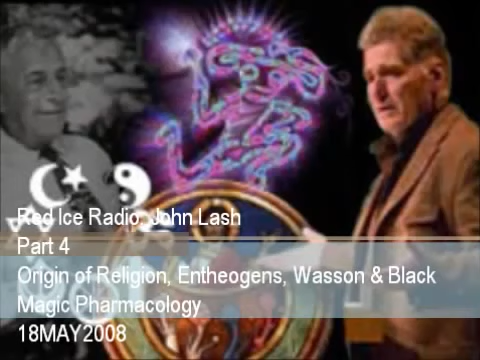 Red Ice Radio, John Lash
Part 4
Origin of Religion, Entheogens, Wasson & Black
Magic Pharmacology
18MAY2008